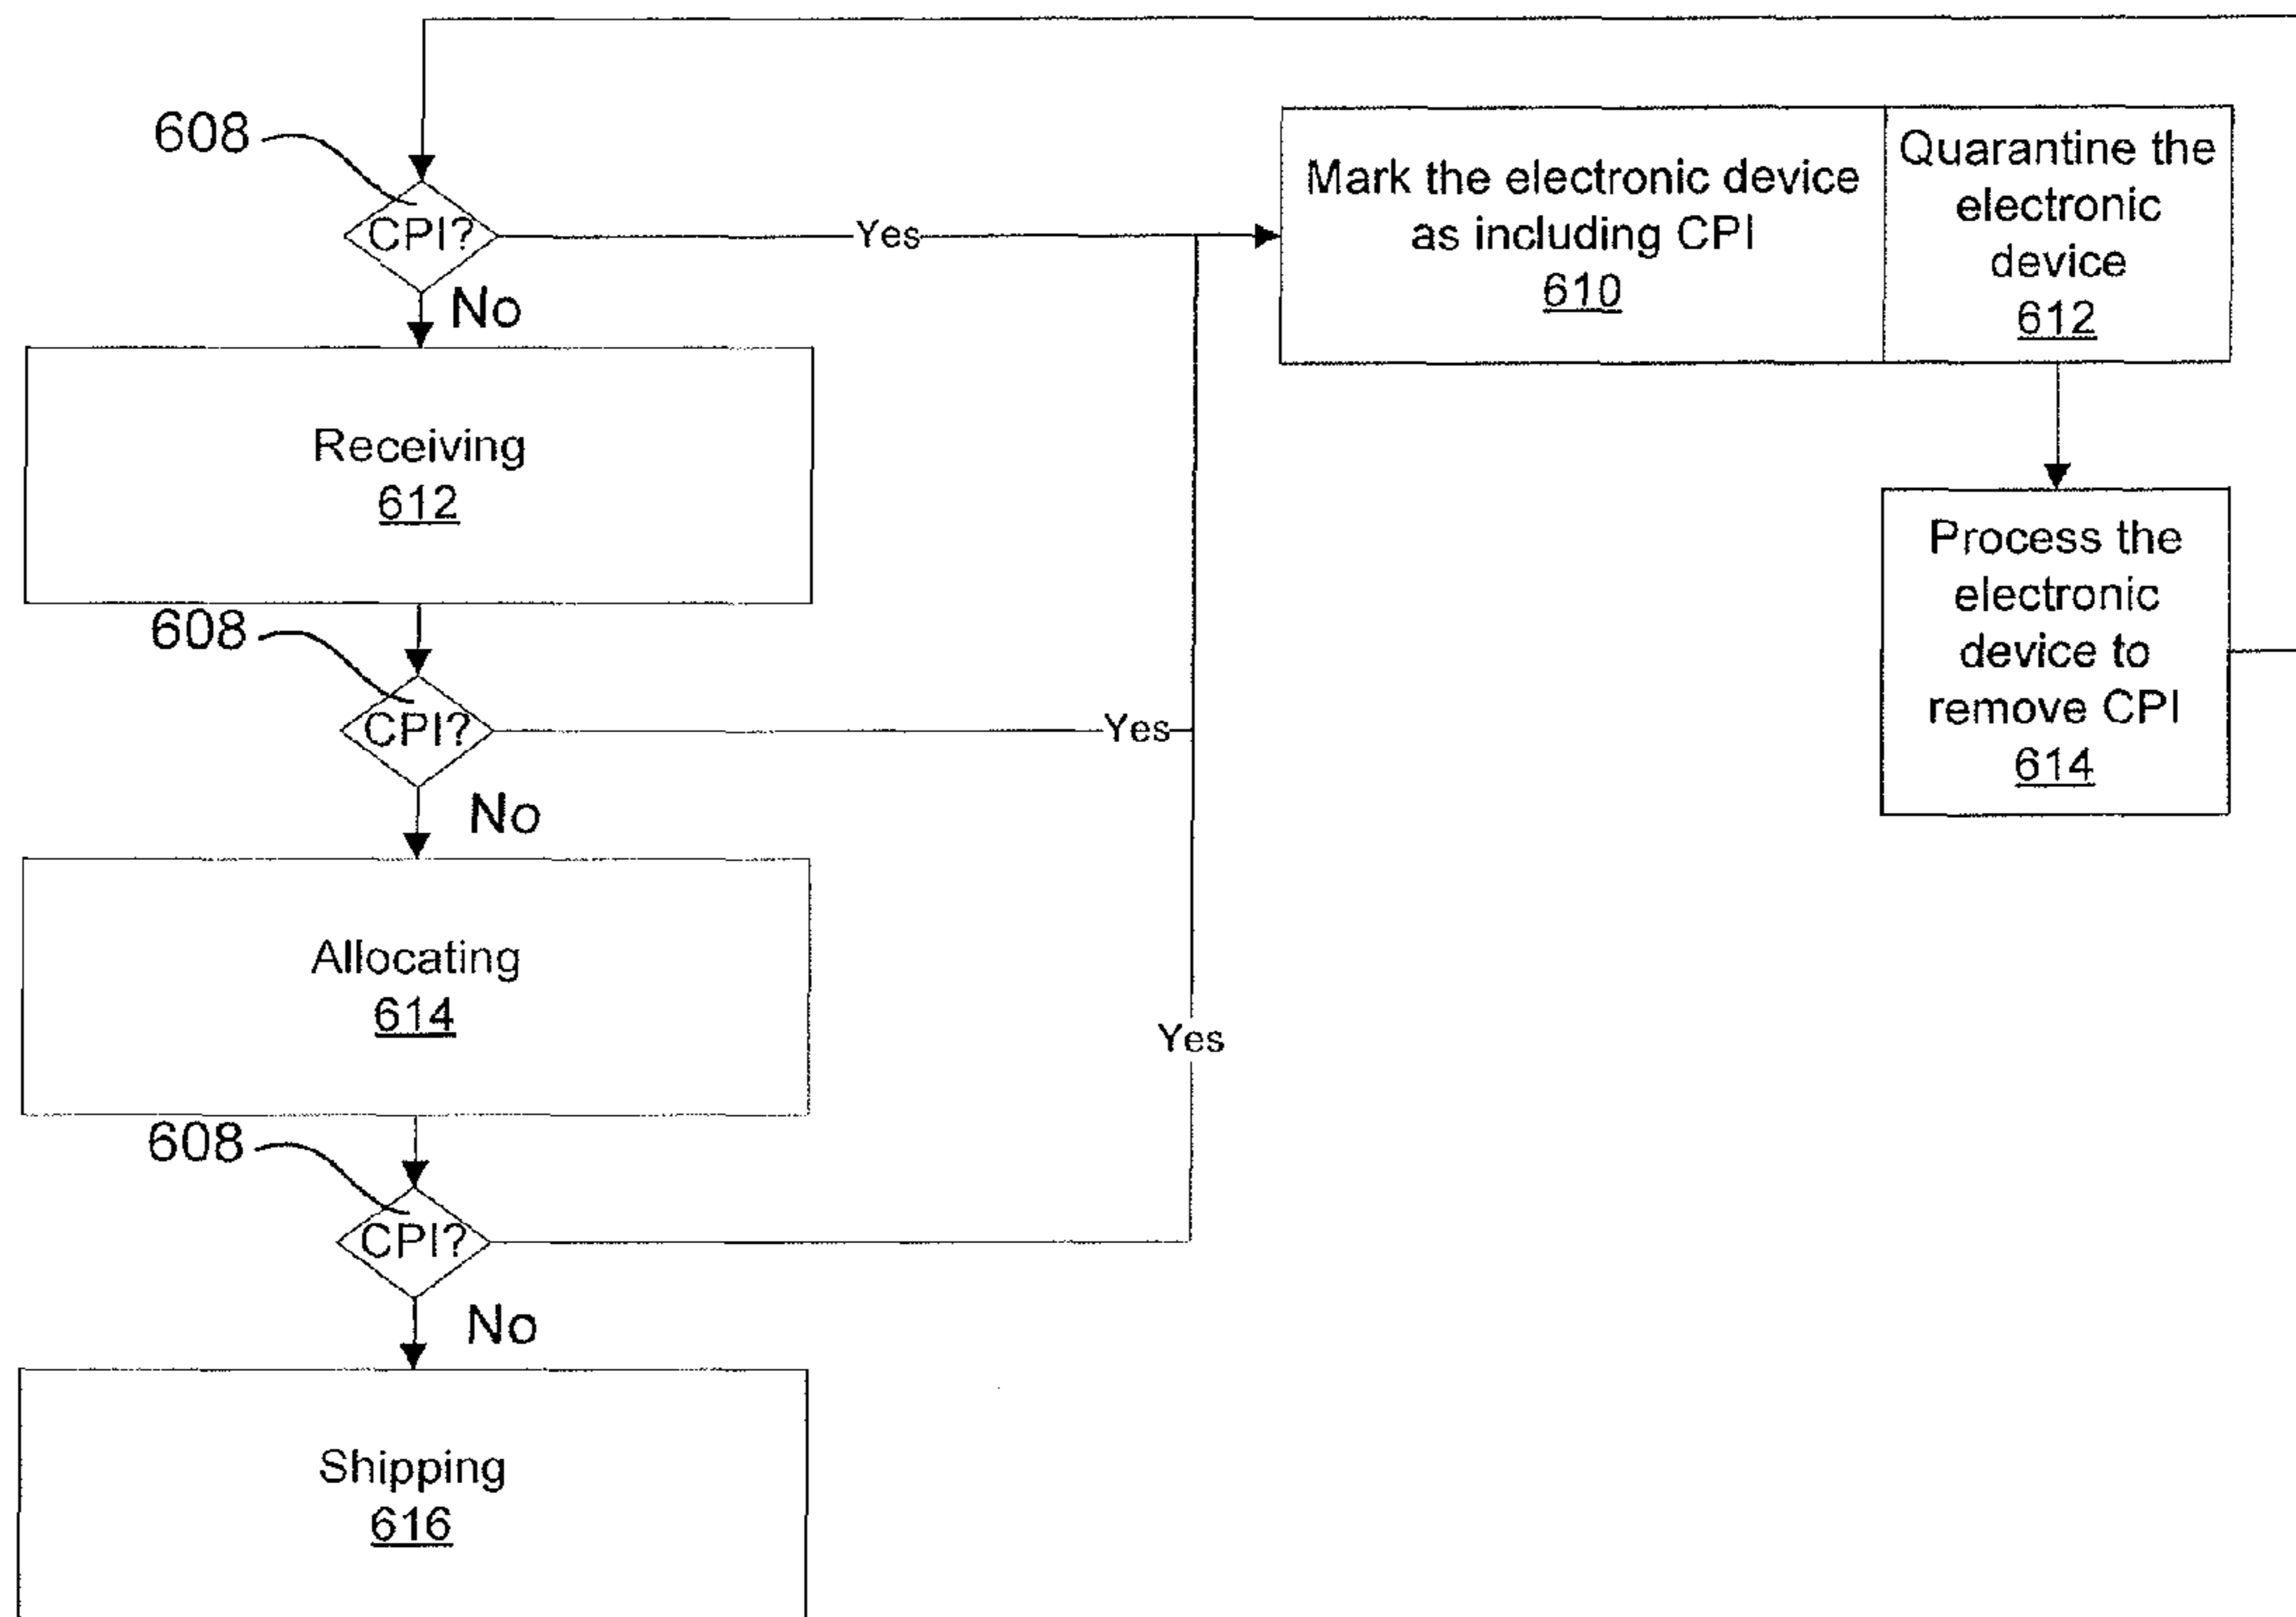 608
CPI?
Yes
No
Mark the electronic device
as including CPI
610
Quarantine the
electronic
device
612
Receiving
612
Process the
electronic
device to
remove CPI
614
608
CPI?
Yes
No
Allocating
614
Yes
608
CPI?
No
Shipping
616